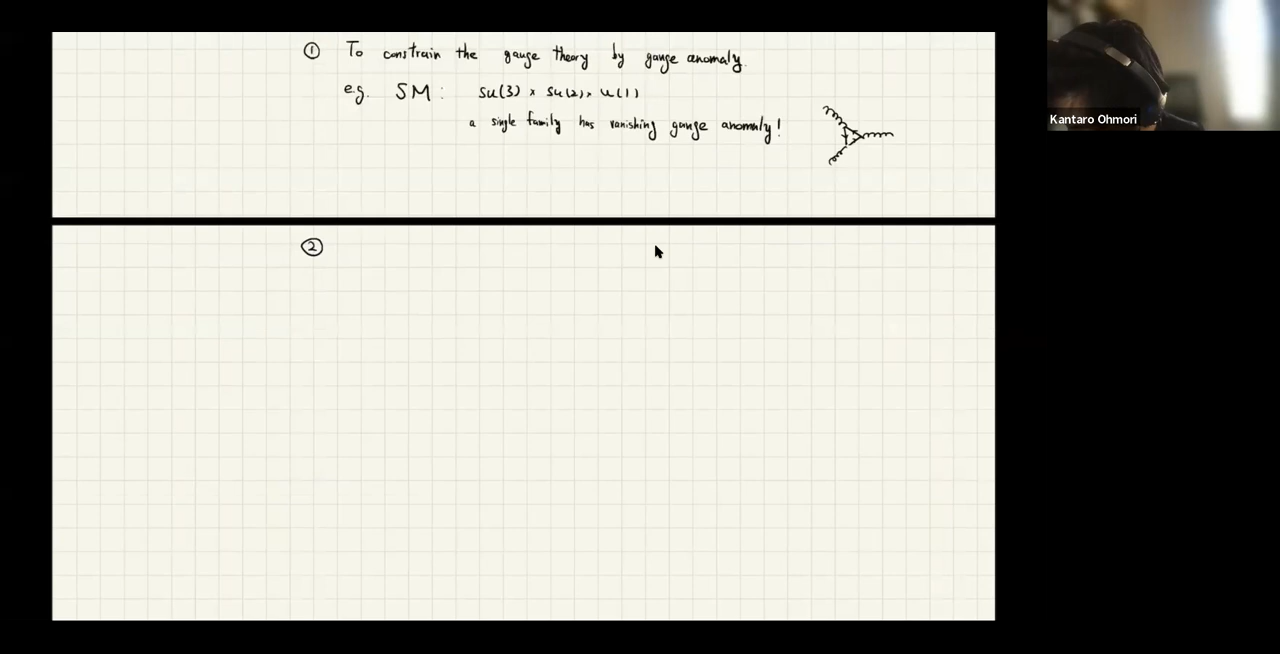 ① To constrain the gauge theory by gauge anomaly.
e.g. SM: su(3) × su(2) × u(1)
a single family has vanishing gauge anomaly!
Kantaro Ohmori
②